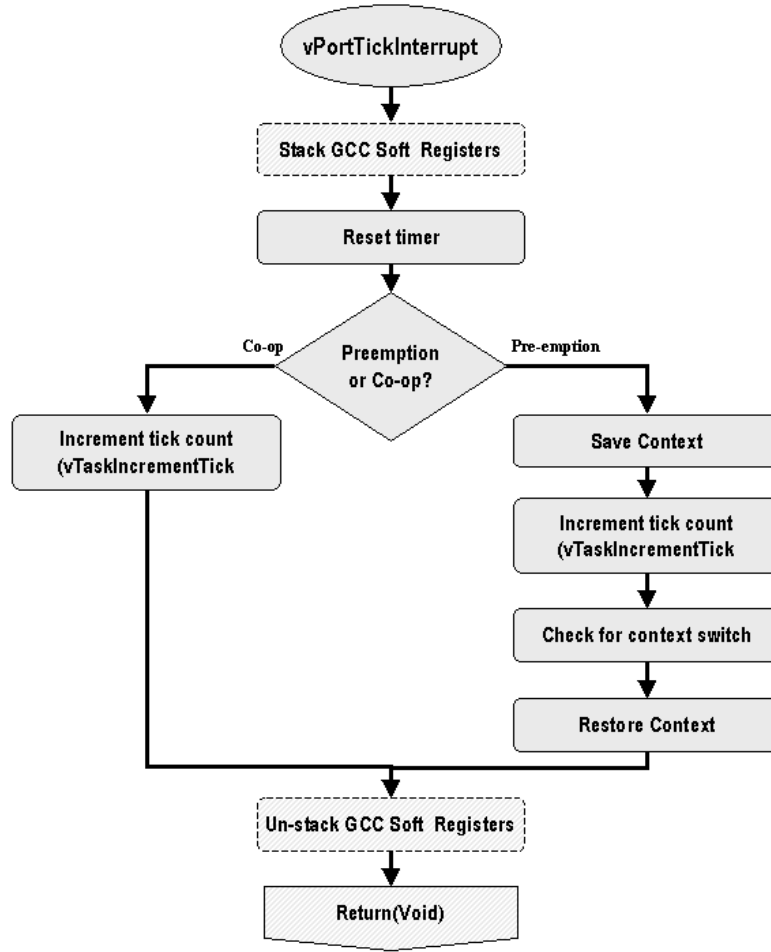 vPortTickInterrupt
Stack GCC Soft Registers
Reset timer
Co-op
Preemption
or Co-op?
Pre-emption
Increment tick count
(vTaskIncrementTick
Save Context
Increment tick count
(vTaskIncrementTick
Check for context switch
Restore Context
Un-stack GCC Soft Registers
Return(Void)